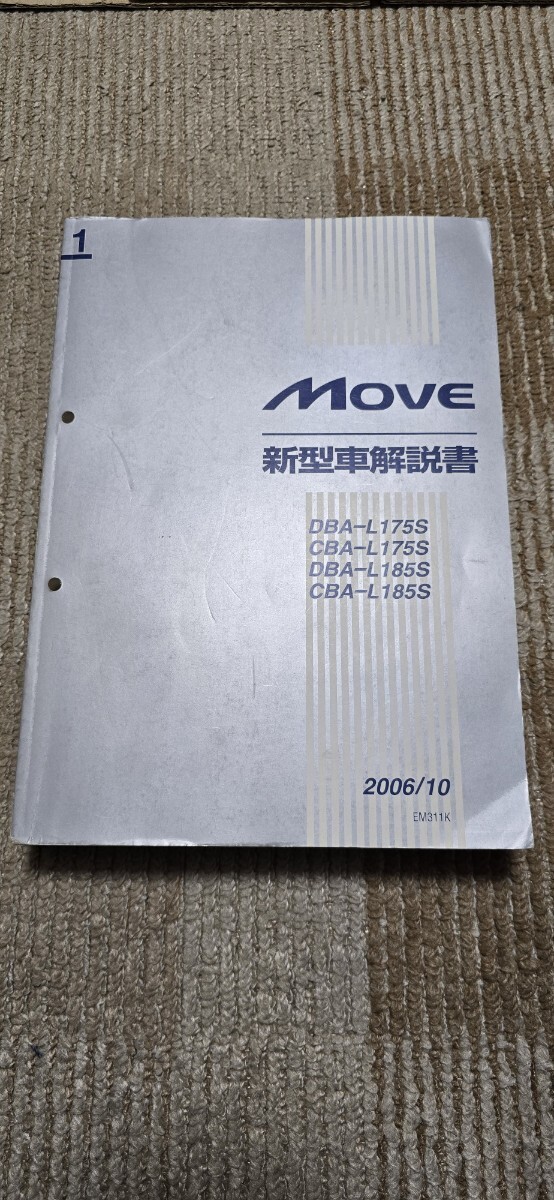 1
MOVE
新型車解説書
DBA-L175S
CBA-L175S
DBA-L185S
CBA-L185S
2006/10
EM311K